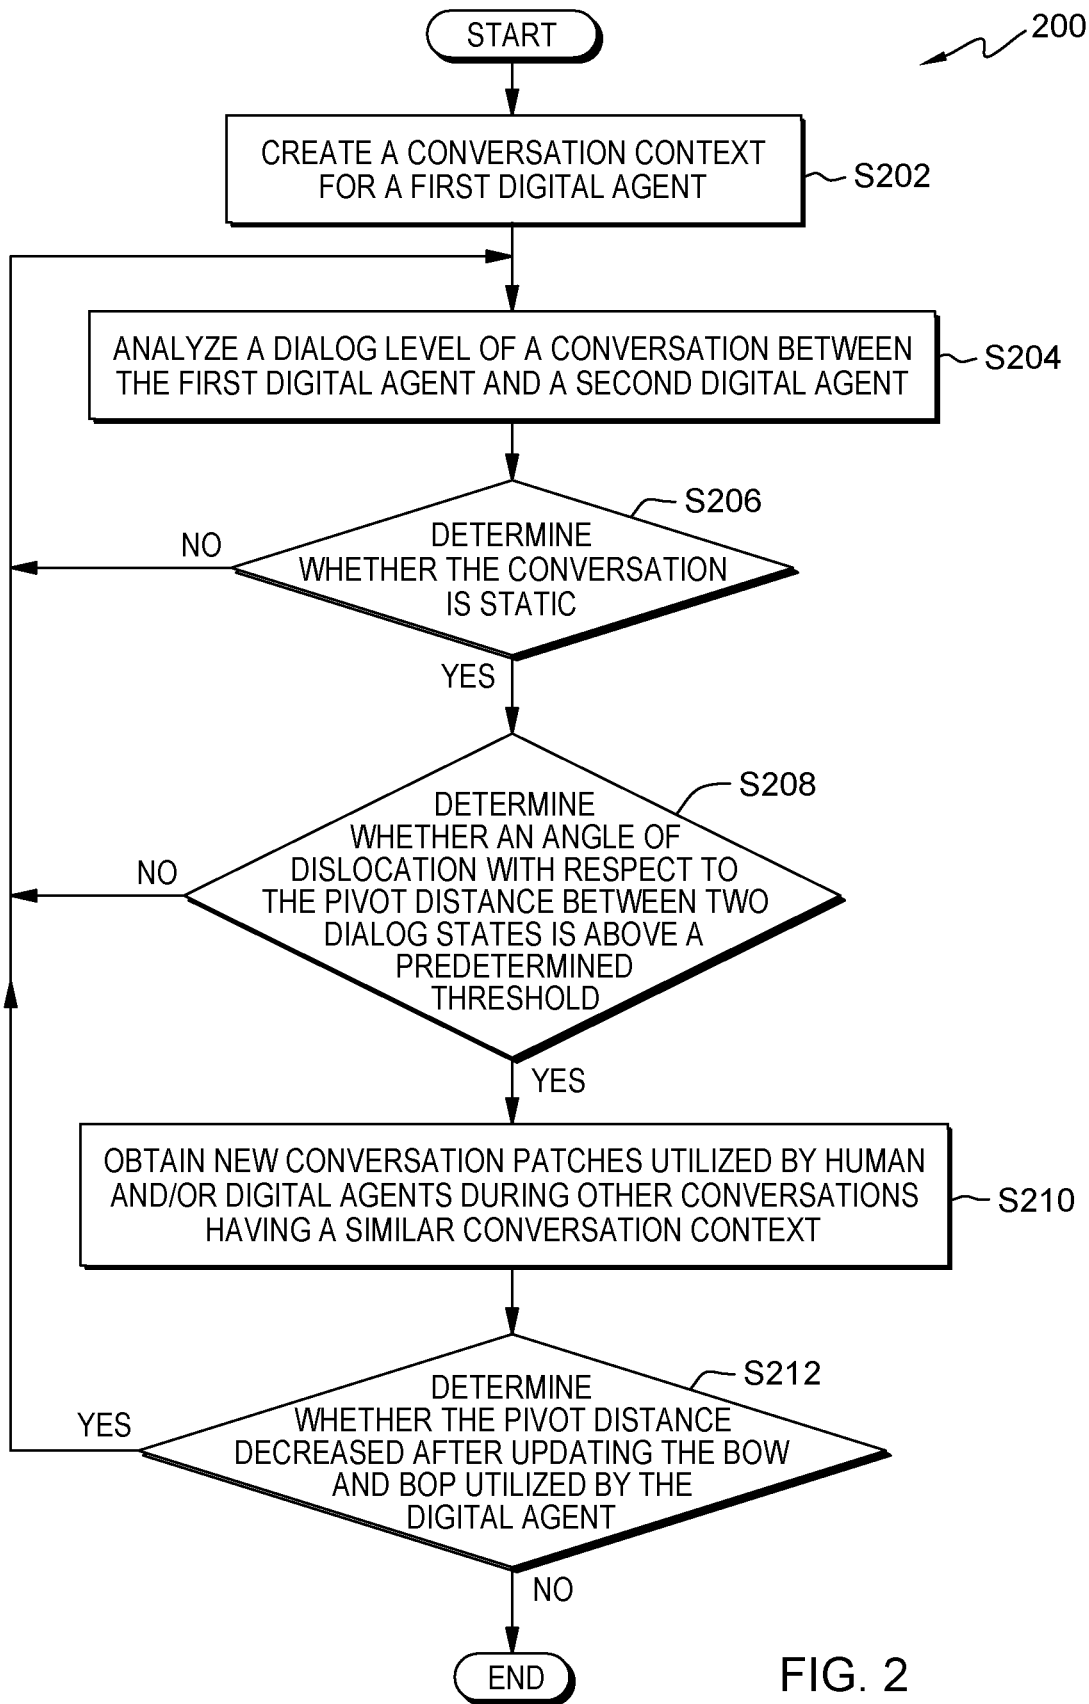 START
200
CREATE A CONVERSATION CONTEXT
FOR A FIRST DIGITAL AGENT
S202
ANALYZE A DIALOG LEVEL OF A CONVERSATION BETWEEN
THE FIRST DIGITAL AGENT AND A SECOND DIGITAL AGENT
S204
S206
DETERMINE
WHETHER THE CONVERSATION
IS STATIC
NO
YES
S208
DETERMINE
WHETHER AN ANGLE OF
DISLOCATION WITH RESPECT TO
THE PIVOT DISTANCE BETWEEN TWO
DIALOG STATES IS ABOVE A
PREDETERMINED
THRESHOLD
NO
YES
OBTAIN NEW CONVERSATION PATCHES UTILIZED BY HUMAN
AND/OR DIGITAL AGENTS DURING OTHER CONVERSATIONS
HAVING A SIMILAR CONVERSATION CONTEXT
S210
S212
DETERMINE
WHETHER THE PIVOT DISTANCE
DECREASED AFTER UPDATING THE BOW
AND BOP UTILIZED BY THE
DIGITAL AGENT
YES
NO
END
FIG. 2